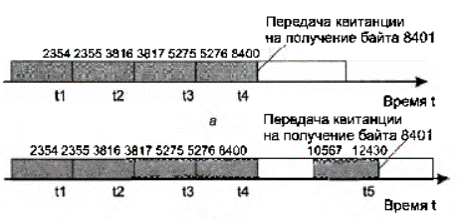 Передача квитанции
на получение байта 8401
2354 2355 3816 3817 5275 5276 8400
t1 t2 t3 t4
Время t
а
Передача квитанции
на получение байта 8401
2354 2355 3816 3817 5275 5276 8400 10567 12430
t1 t2 t3 t4 t5
Время t